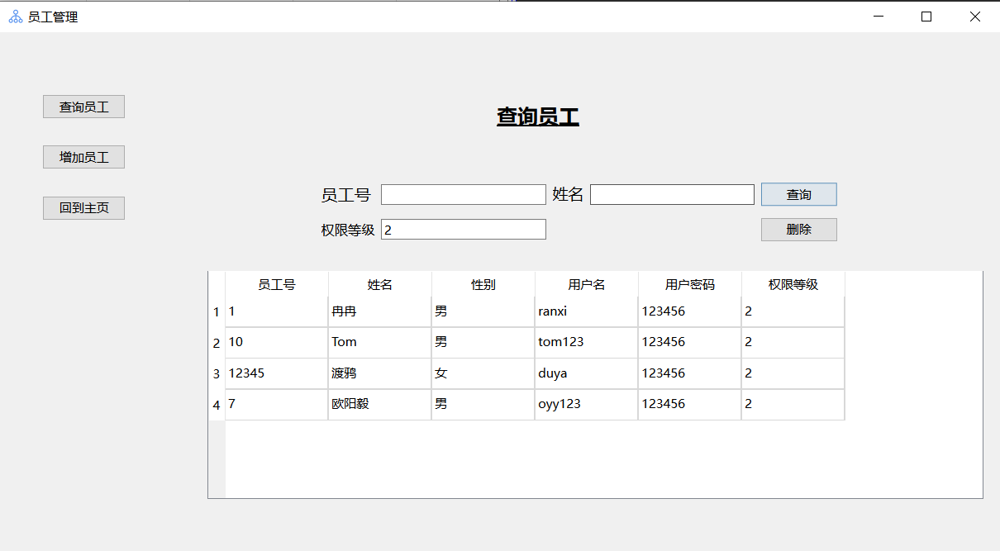 员工管理
查询员工
查询员工
增加员工
员工号 姓名 查询
回到主页
权限等级 2 删除
员工号 姓名 性别 用户名 用户密码 权限等级
1 1 冉冉 男 ranxi 123456 2
2 10 Tom 男 tom123 123456 2
3 12345 渡鸦 女 duya 123456 2
4 7 欧阳毅 男 oyy123 123456 2